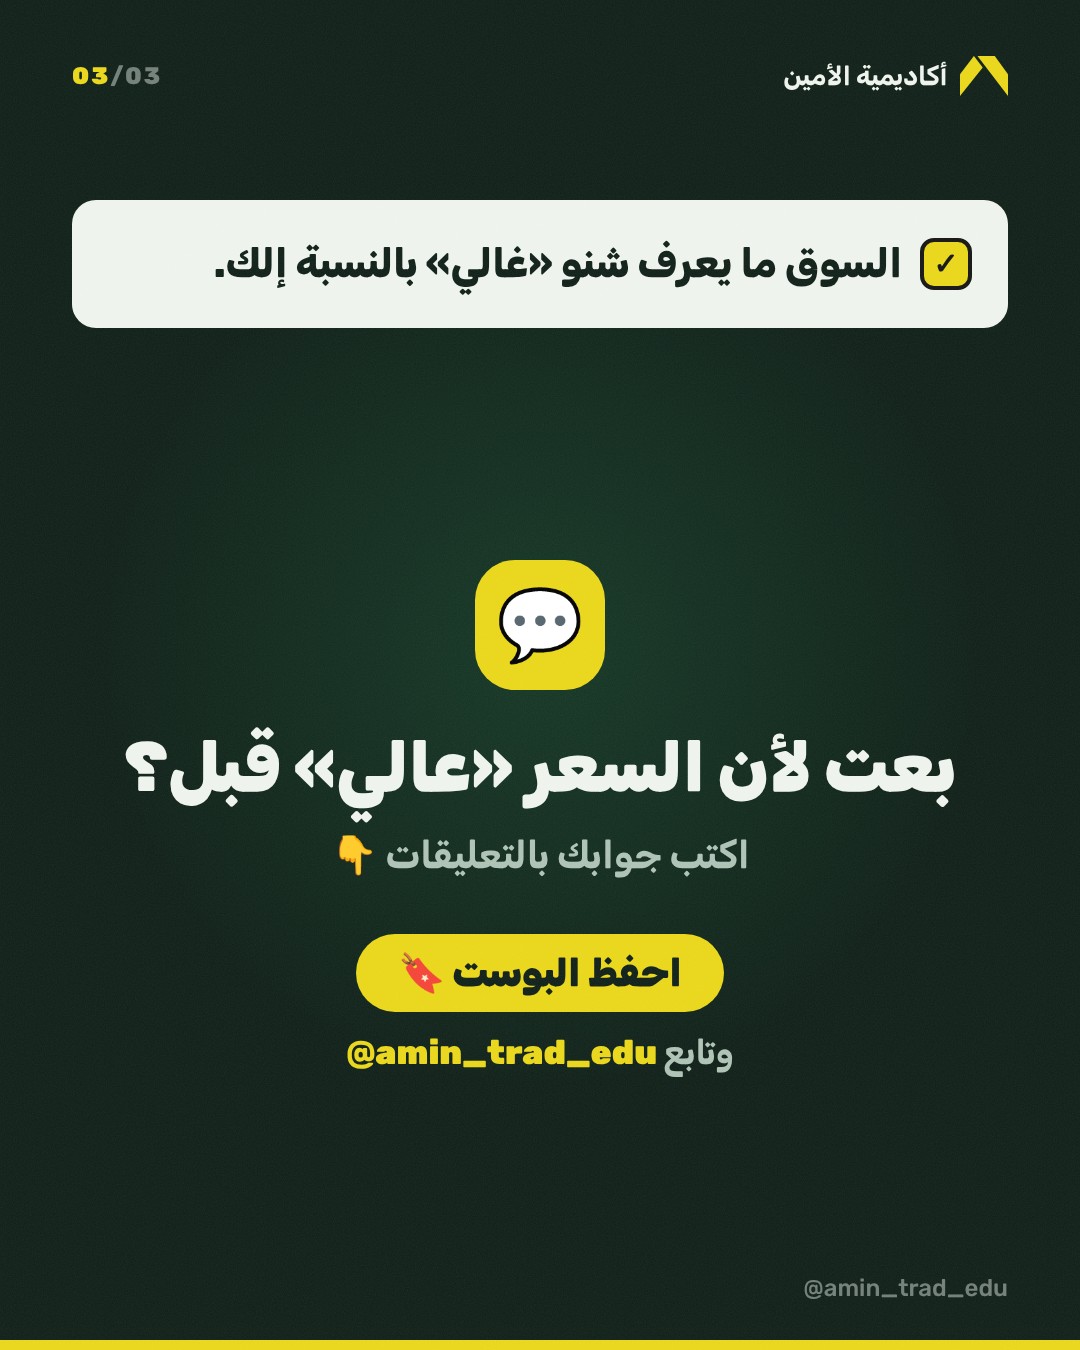 أكاديمية الأمين
03/03
السوق ما يعرف شنو «غالي» بالنسبة إلك.
بعت لأن السعر «عالي» قبل؟
اكتب جوابك بالتعليقات 👇
احفظ البوست 🔖
وتابع @amin_trad_edu
@amin_trad_edu